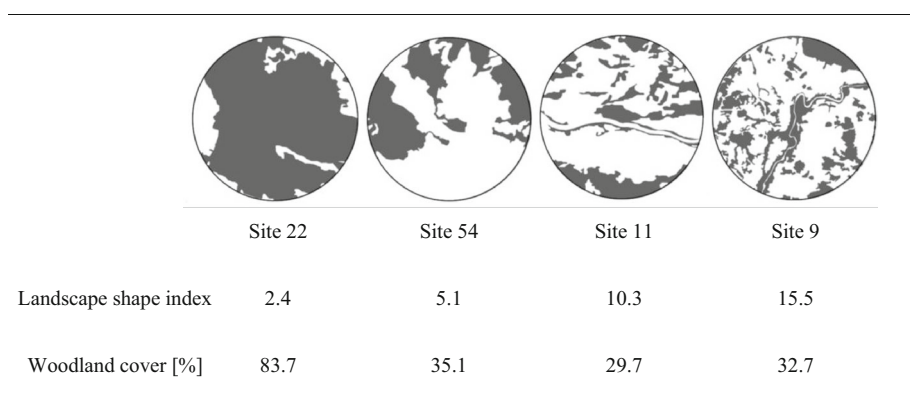 Site 22 Site 54 Site 11 Site 9
Landscape shape index 2.4 5.1 10.3 15.5
Woodland cover [%] 83.7 35.1 29.7 32.7